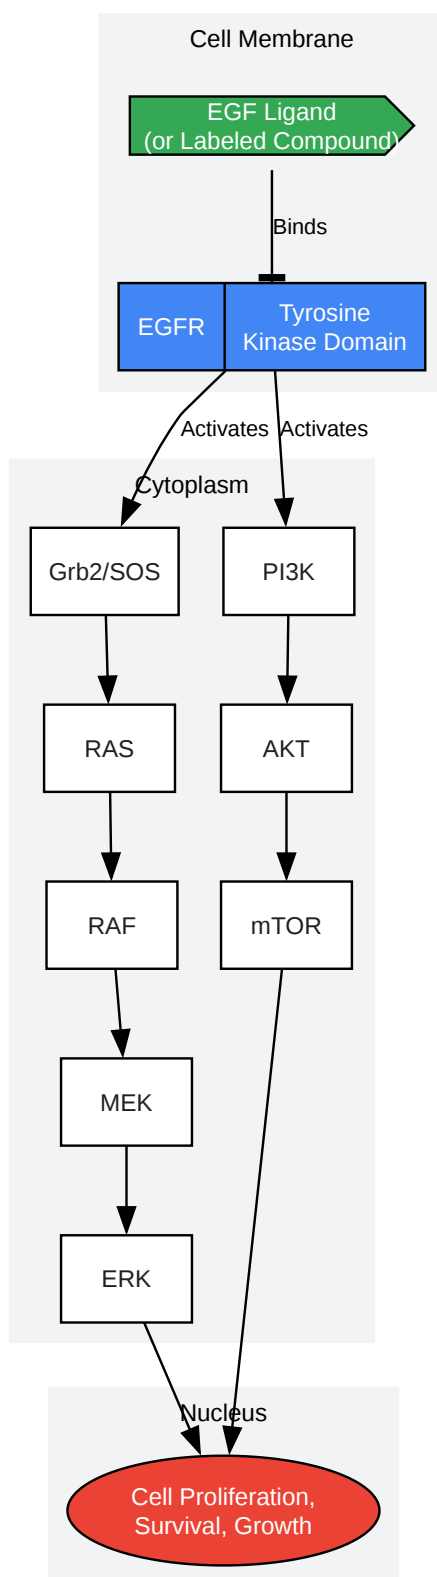 Cell Membrane
EGF Ligand
(or Labeled Compound)
Binds
EGFR
Tyrosine
Kinase Domain
Activates
Activates
Cytoplasm
Grb2/SOS
PI3K
RAS
AKT
RAF
mTOR
MEK
ERK
Nucleus
Cell Proliferation,
Survival, Growth